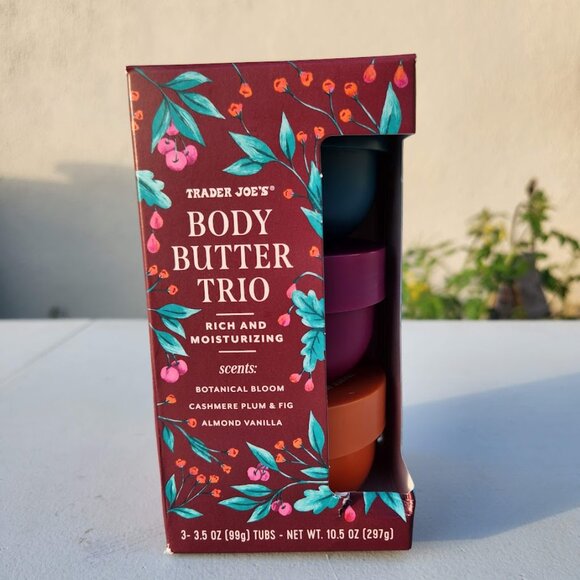 TRADER JOE'S®
BODY
BUTTER
TRIO
RICH AND
MOISTURIZING
scents:
BOTANICAL BLOOM
CASHMERE PLUM & FIG
ALMOND VANILLA
3- 3.5 OZ (99g) TUBS - NET WT. 10.5 OZ (297g)